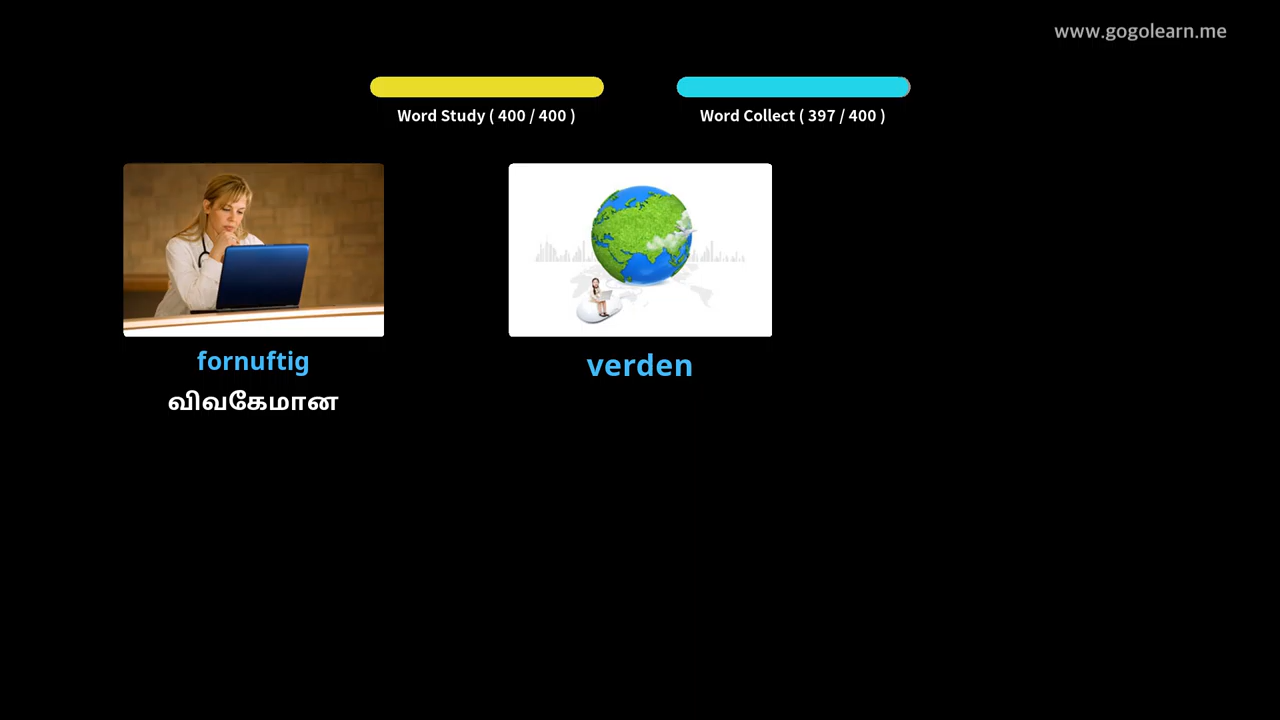 www.gogolearn.me
Word Study ( 400 / 400 )
Word Collect ( 397 / 400 )
fornuftig
verden
விவகேமான